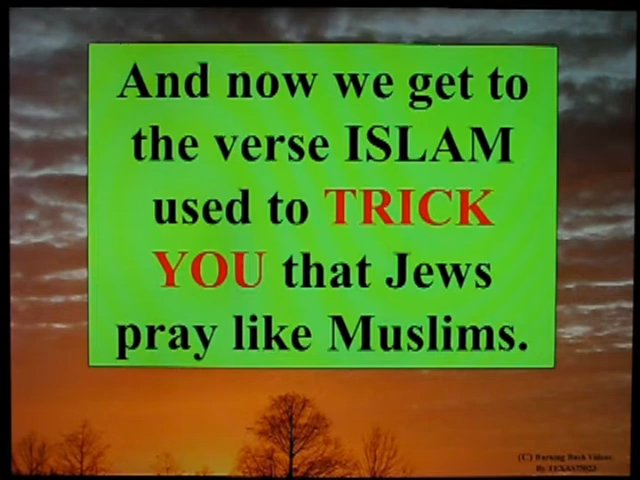 And now we get to
the verse ISLAM
used to TRICK
YOU that Jews
pray like Muslims.
(C) Burning Bush Videos
By